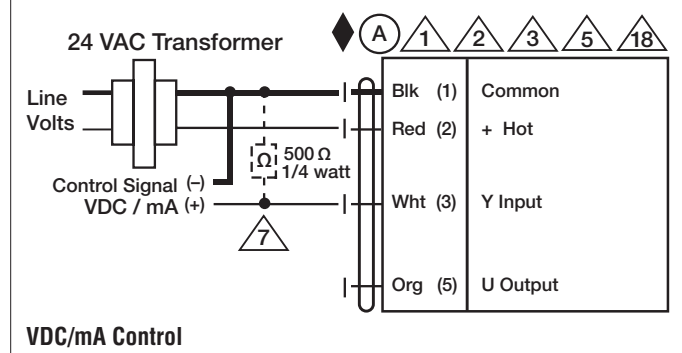 24 VAC Transformer
A 1 2 3 5 18
Line
Volts
Blk (1) Common
Red (2) + Hot
Ω 500 Ω
1/4 watt
Control Signal (–)
VDC / mA (+)
Wht (3) Y Input
7
Org (5) U Output
VDC/mA Control